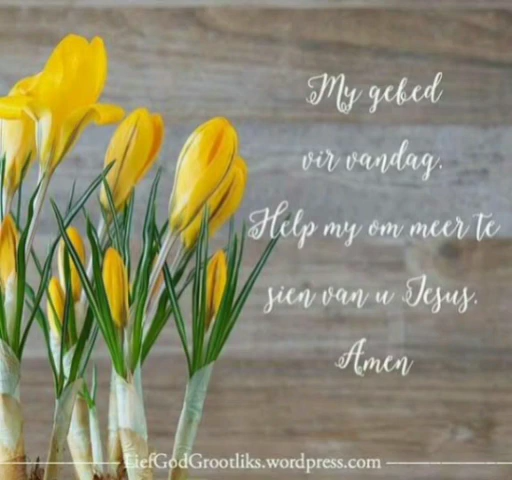 My gebed
vir vandag.
Help my om meer te
sien van u Jesus.
Amen
LiefGodGrootliks.wordpress.com